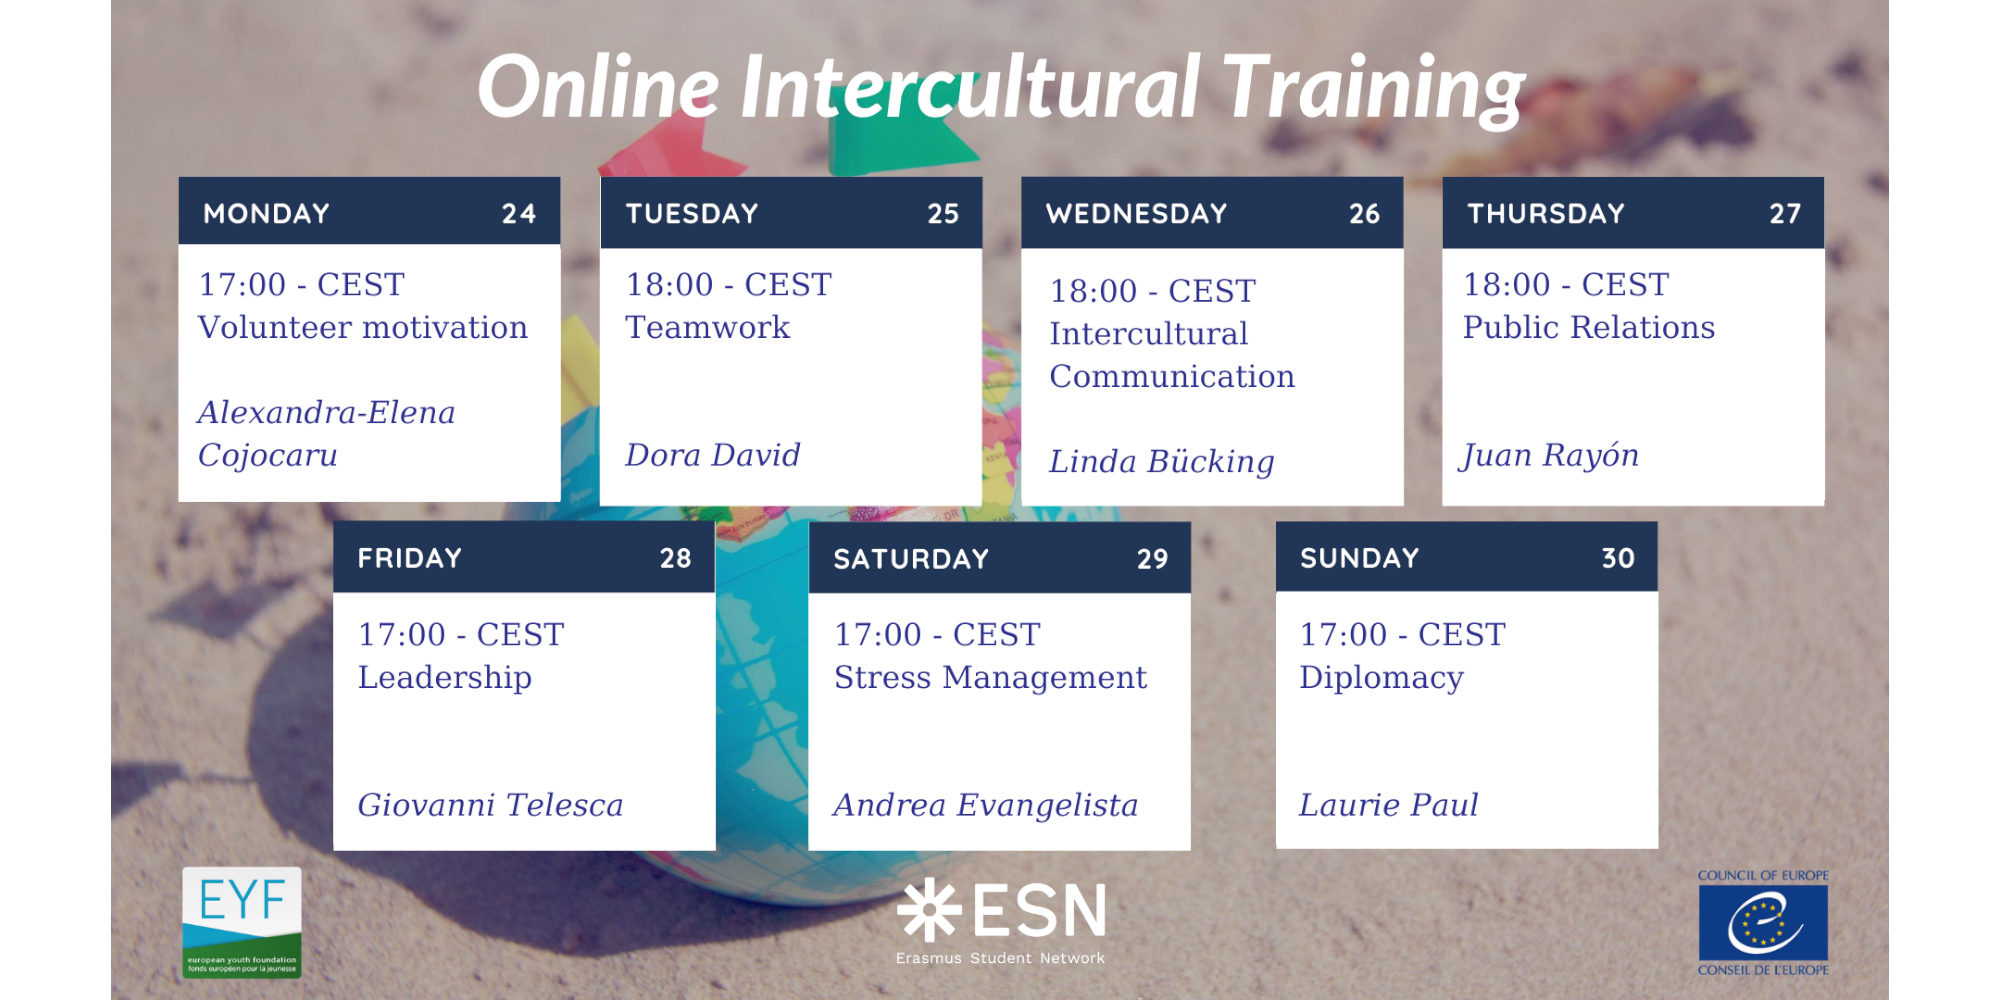 Online Intercultural Training
MONDAY 24
17:00 - CEST
Volunteer motivation
Alexandra-Elena
Cojocaru
TUESDAY 25
18:00 - CEST
Teamwork
Dora David
WEDNESDAY 26
18:00 - CEST
Intercultural
Communication
Linda Bücking
THURSDAY 27
18:00 - CEST
Public Relations
Juan Rayón
FRIDAY 28
17:00 - CEST
Leadership
Giovanni Telesca
SATURDAY 29
17:00 - CEST
Stress Management
Andrea Evangelista
SUNDAY 30
17:00 - CEST
Diplomacy
Laurie Paul
EYF
european youth foundation
fonds européen pour la jeunesse
ESN
Erasmus Student Network
COUNCIL OF EUROPE
CONSEIL DE L'EUROPE